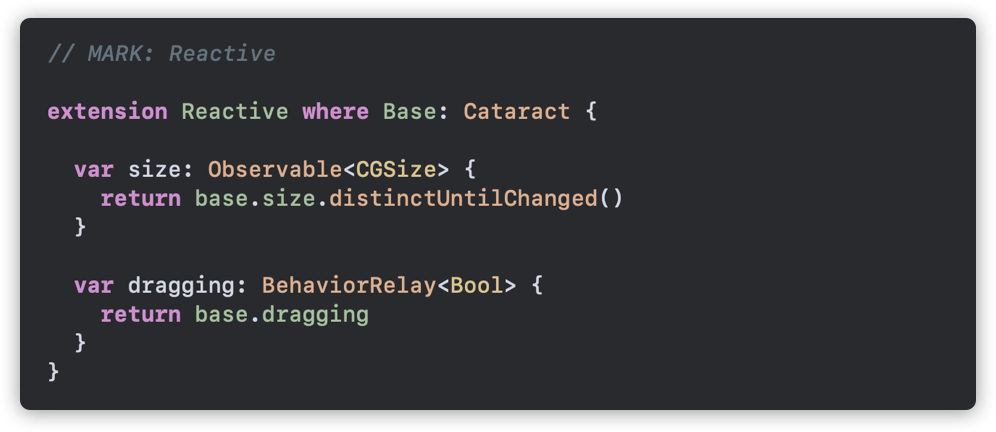 // MARK: Reactive
extension Reactive where Base: Cataract {
var size: Observable<CGSize> {
return base.size.distinctUntilChanged()
}
var dragging: BehaviorRelay<Bool> {
return base.dragging
}
}